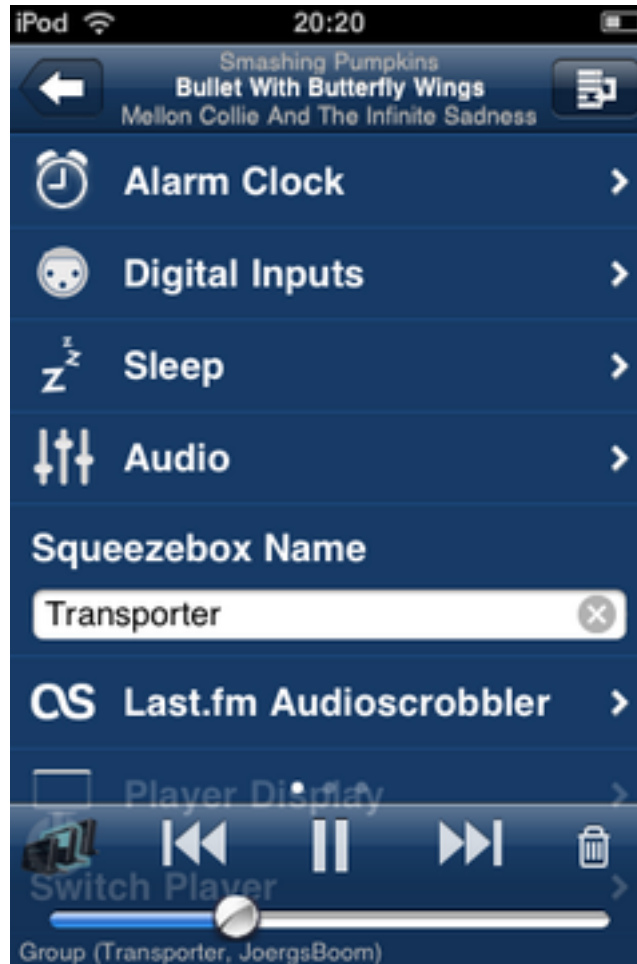 iPod 20:20
Smashing Pumpkins
Bullet With Butterfly Wings
Mellon Collie And The Infinite Sadness
Alarm Clock
Digital Inputs
Sleep
Audio
Squeezebox Name
Transporter
Last.fm Audioscrobbler
Player Display
Switch Player
Group (Transporter, JoergsBoom)